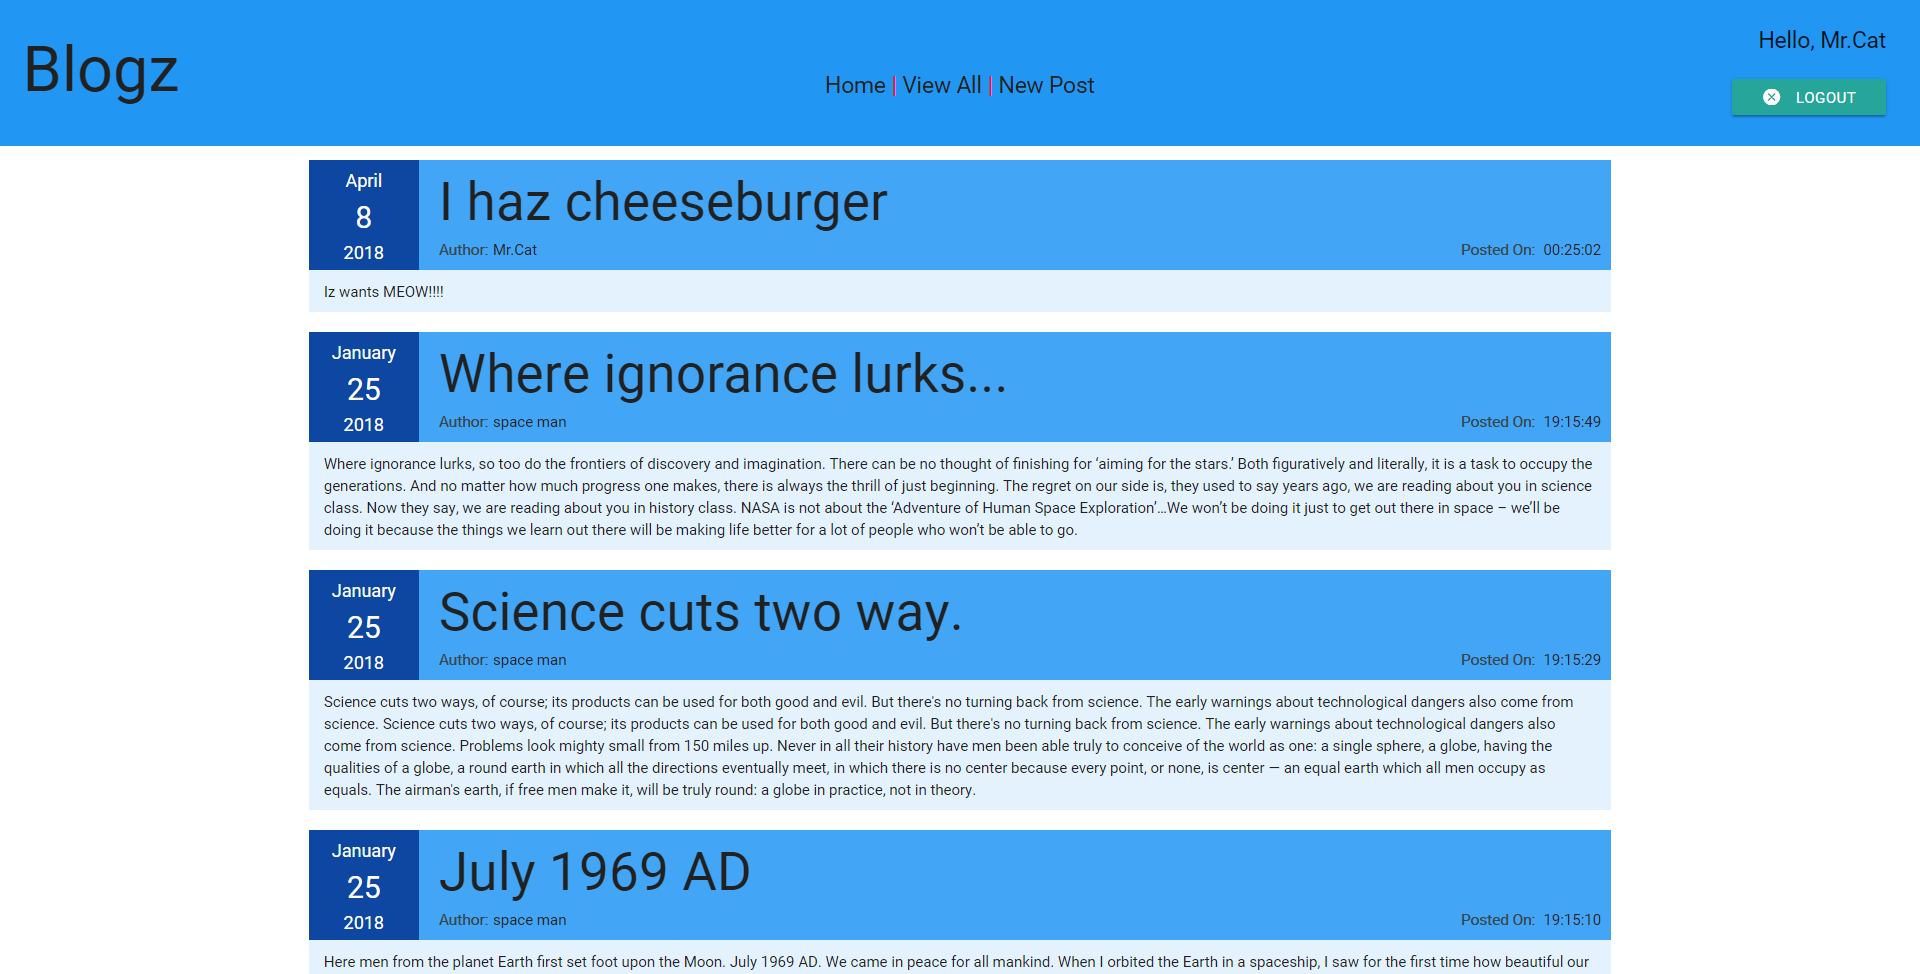 Blogz
Home | View All | New Post
Hello, Mr.Cat
LOGOUT
April
8
2018
I haz cheeseburger
Author: Mr.Cat
Posted On: 00:25:02
Iz wants MEOW!!!!
January
25
2018
Where ignorance lurks...
Author: space man
Posted On: 19:15:49
Where ignorance lurks, so too do the frontiers of discovery and imagination. There can be no thought of finishing for ‘aiming for the stars.’ Both figuratively and literally, it is a task to occupy the
generations. And no matter how much progress one makes, there is always the thrill of just beginning. The regret on our side is, they used to say years ago, we are reading about you in science
class. Now they say, we are reading about you in history class. NASA is not about the ‘Adventure of Human Space Exploration’…We won’t be doing it just to get out there in space – we’ll be
doing it because the things we learn out there will be making life better for a lot of people who won’t be able to go.
January
25
2018
Science cuts two way.
Author: space man
Posted On: 19:15:29
Science cuts two ways, of course; its products can be used for both good and evil. But there's no turning back from science. The early warnings about technological dangers also come from
science. Science cuts two ways, of course; its products can be used for both good and evil. But there's no turning back from science. The early warnings about technological dangers also
come from science. Problems look mighty small from 150 miles up. Never in all their history have men been able truly to conceive of the world as one: a single sphere, a globe, having the
qualities of a globe, a round earth in which all the directions eventually meet, in which there is no center because every point, or none, is center — an equal earth which all men occupy as
equals. The airman's earth, if free men make it, will be truly round: a globe in practice, not in theory.
January
25
2018
July 1969 AD
Author: space man
Posted On: 19:15:10
Here men from the planet Earth first set foot upon the Moon. July 1969 AD. We came in peace for all mankind. When I orbited the Earth in a spaceship, I saw for the first time how beautiful our